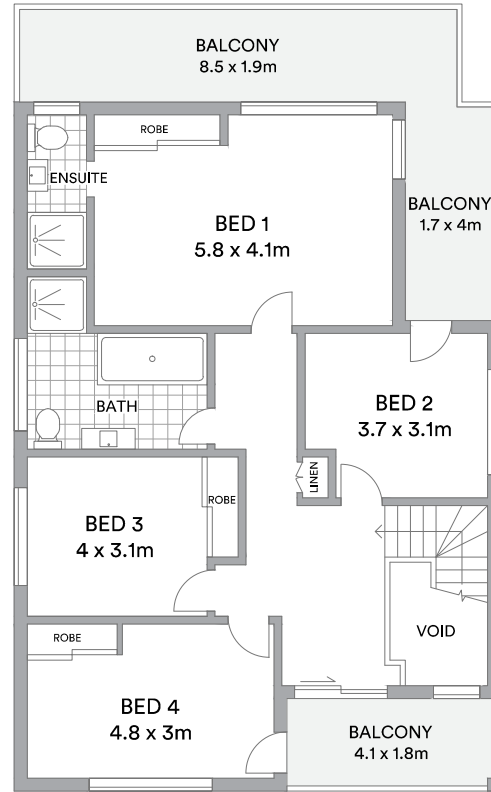 BALCONY
8.5 x 1.9m
ROBE
ENSUITE
BED 1
5.8 x 4.1m
BALCONY
1.7 x 4m
BATH
BED 2
3.7 x 3.1m
LINEN
ROBE
BED 3
4 x 3.1m
VOID
ROBE
BED 4
4.8 x 3m
BALCONY
4.1 x 1.8m